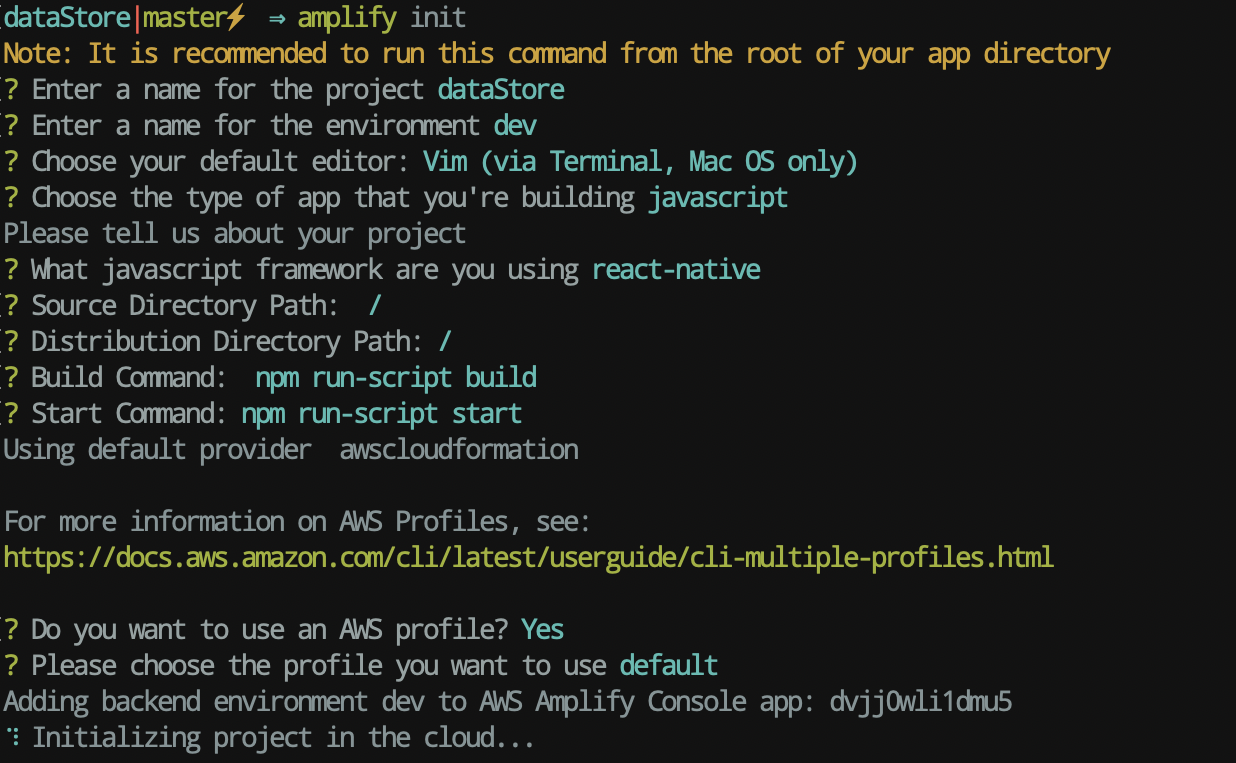 dataStore|master⚡ ⇒ amplify init
Note: It is recommended to run this command from the root of your app directory
? Enter a name for the project dataStore
? Enter a name for the environment dev
? Choose your default editor: Vim (via Terminal, Mac OS only)
? Choose the type of app that you're building javascript
Please tell us about your project
? What javascript framework are you using react-native
? Source Directory Path:  /
? Distribution Directory Path: /
? Build Command:  npm run-script build
? Start Command: npm run-script start
Using default provider  awscloudformation
For more information on AWS Profiles, see:
https://docs.aws.amazon.com/cli/latest/userguide/cli-multiple-profiles.html
? Do you want to use an AWS profile? Yes
? Please choose the profile you want to use default
Adding backend environment dev to AWS Amplify Console app: dvjj0wli1dmu5
⠹ Initializing project in the cloud...